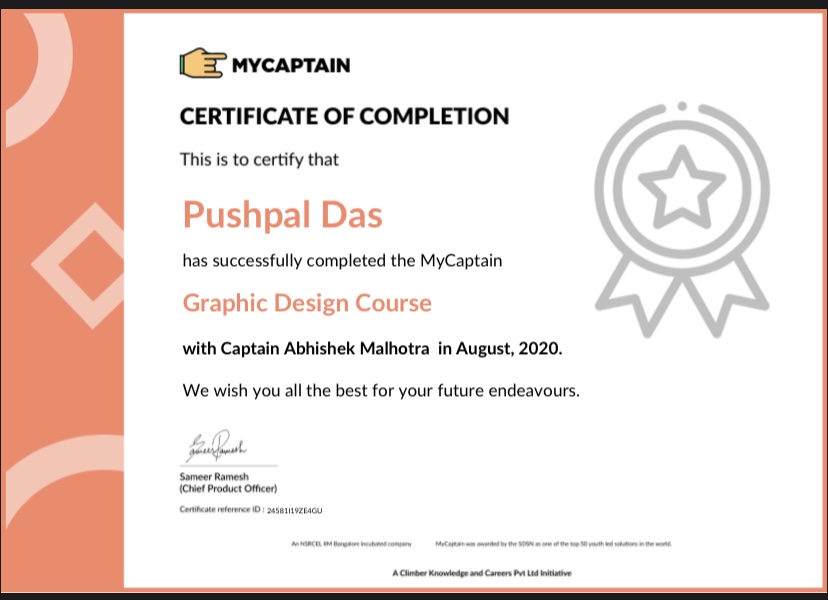 MYCAPTAIN
CERTIFICATE OF COMPLETION
This is to certify that
Pushpal Das
has successfully completed the MyCaptain
Graphic Design Course
with Captain Abhishek Malhotra in August, 2020.
We wish you all the best for your future endeavours.
Sameer Ramesh
Sameer Ramesh
(Chief Product Officer)
Certificate reference ID : 24581I19ZE4GU
An NSRCEL IIM Bangalore incubated company MyCaptain was awarded by the SDSN as one of the top 50 youth led solutions in the world.
A Climber Knowledge and Careers Pvt Ltd Initiative